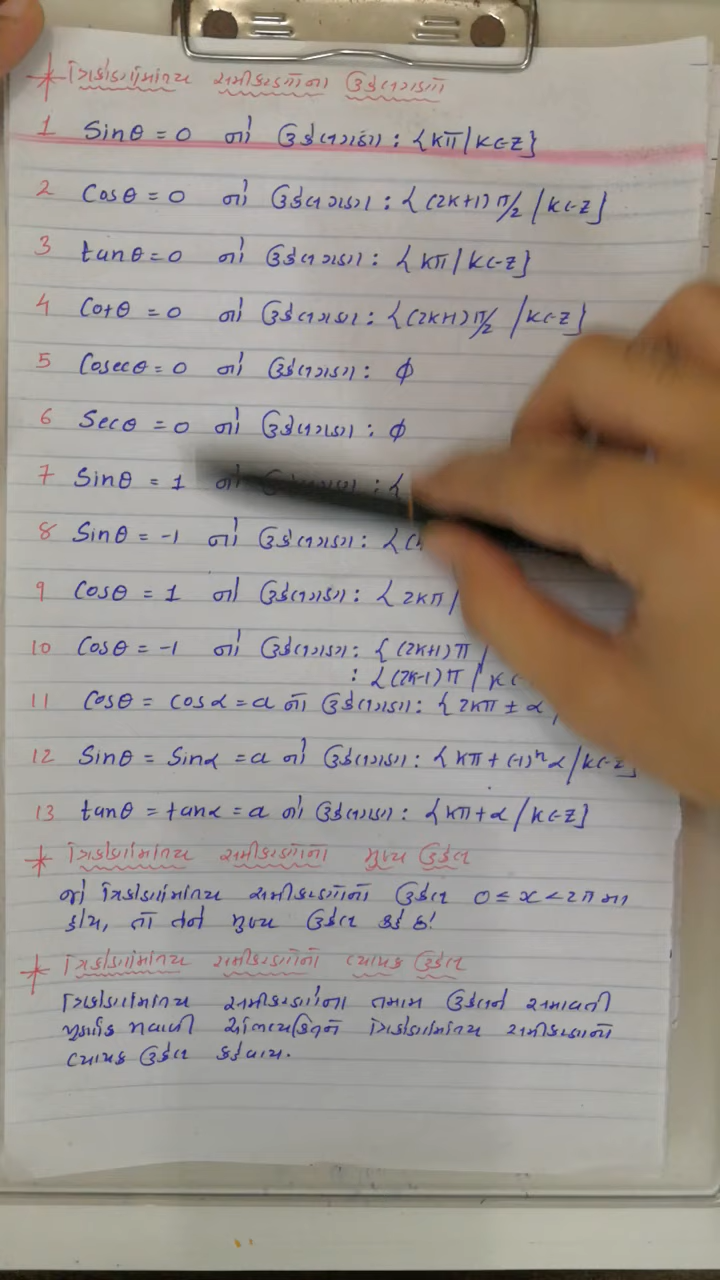 * ત્રિકોણમિતિય સમીકરણોના ઉકેલગણો
1 Sinθ = 0 નો ઉકેલગણ : {kπ/k∈Z}
2 Cosθ = 0 નો ઉકેલગણ : {(2k+1)π/2 /k∈Z}
3 tanθ = 0 નો ઉકેલગણ : {kπ/k∈Z}
4 Cotθ = 0 નો ઉકેલગણ : {(2k+1)π/2 /k∈Z}
5 Cosecθ = 0 નો ઉકેલગણ : ϕ
6 Secθ = 0 નો ઉકેલગણ : ϕ
7 Sinθ = 1 નો ઉકેલગણ : {
8 Sinθ = -1 નો ઉકેલગણ : {(
9 Cosθ = 1 નો ઉકેલગણ : {2kπ/
10 Cosθ = -1 નો ઉકેલગણ : {(2k+1)π/
: {(2k-1)π/k∈
11 Cosθ = Cosα = a નો ઉકેલગણ : {2kπ ± α
12 Sinθ = Sinα = a નો ઉકેલગણ : {kπ + (-1)ⁿα/k∈Z}
13 tanθ = tanα = a નો ઉકેલગણ : {kπ+α/k∈Z}
* ત્રિકોણમિતિય સમીકરણોના મુખ્ય ઉકેલ
જો ત્રિકોણમિતિય સમીકરણોનો ઉકેલ 0 ≤ x < 2π મા
હોય, તો તેને મુખ્ય ઉકેલ કહે છે!
* ત્રિકોણમિતિય સમીકરણોનો વ્યાપક ઉકેલ
ત્રિકોણમિતિય સમીકરણોના તમામ ઉકેલને સમાવતી
ત્રિકોણમિતિય સમીકરણનો
વ્યાપક ઉકેલ કહેવાય.